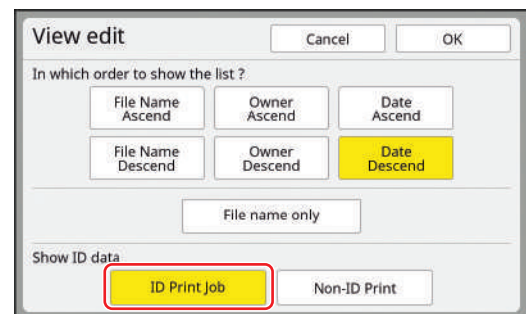 View edit
Cancel
OK
In which order to show the list ?
File Name
Ascend
Owner
Ascend
Date
Ascend
File Name
Descend
Owner
Descend
Date
Descend
File name only
Show ID data
ID Print Job
Non-ID Print